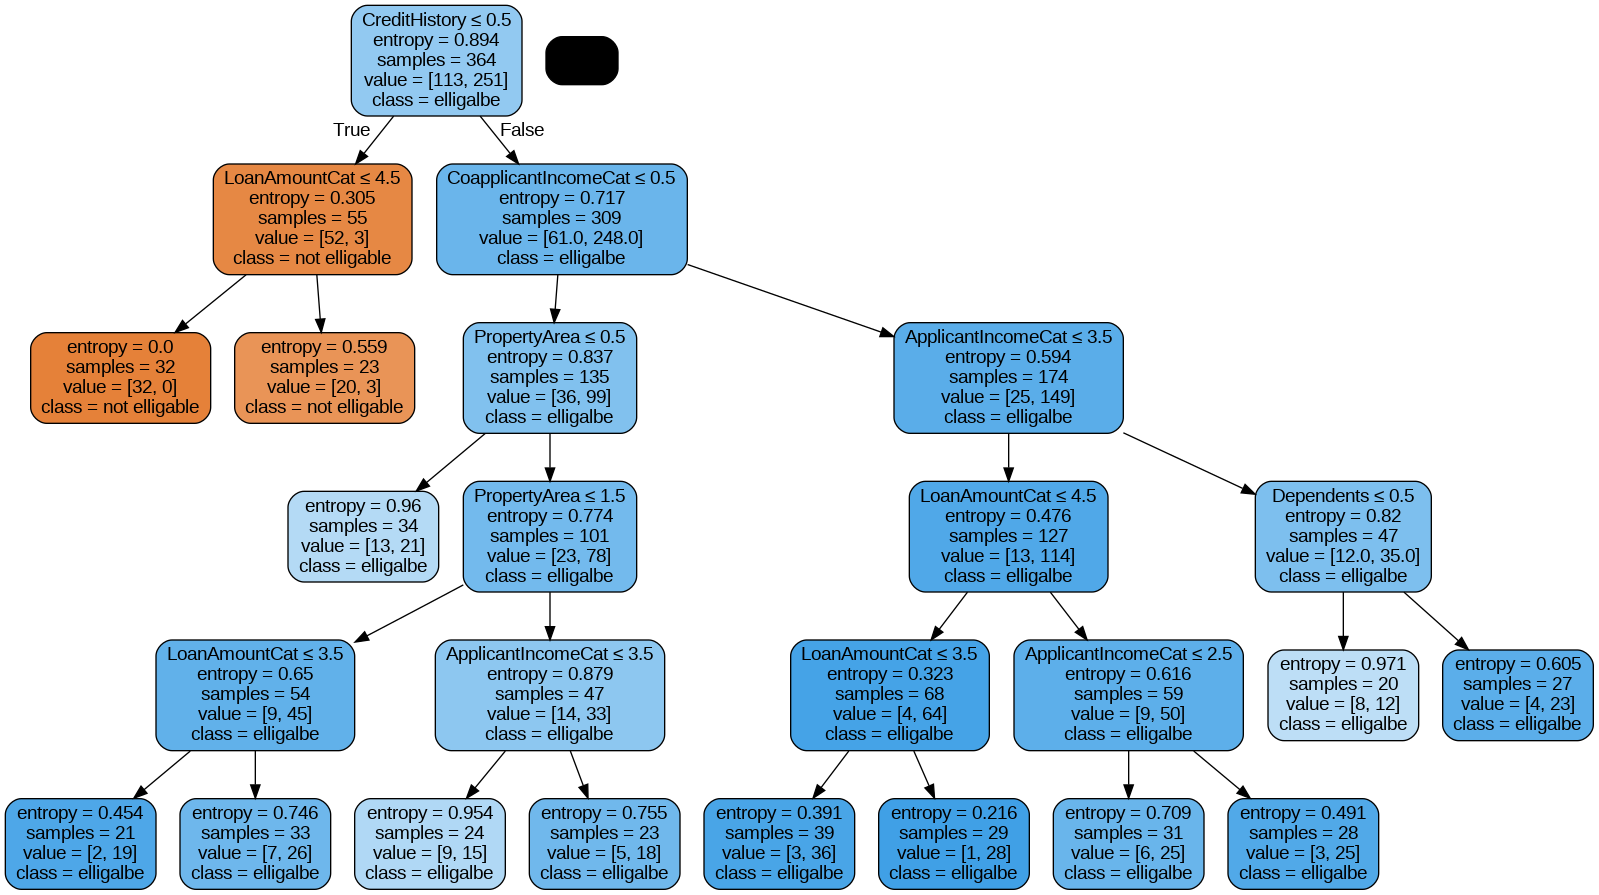 CreditHistory ≤ 0.5
entropy = 0.894
samples = 364
value = [113, 251]
class = elligalbe
True
False
LoanAmountCat ≤ 4.5
entropy = 0.305
samples = 55
value = [52, 3]
class = not elligable
CoapplicantIncomeCat ≤ 0.5
entropy = 0.717
samples = 309
value = [61.0, 248.0]
class = elligalbe
entropy = 0.0
samples = 32
value = [32, 0]
class = not elligable
entropy = 0.559
samples = 23
value = [20, 3]
class = not elligable
PropertyArea ≤ 0.5
entropy = 0.837
samples = 135
value = [36, 99]
class = elligalbe
ApplicantIncomeCat ≤ 3.5
entropy = 0.594
samples = 174
value = [25, 149]
class = elligalbe
entropy = 0.96
samples = 34
value = [13, 21]
class = elligalbe
PropertyArea ≤ 1.5
entropy = 0.774
samples = 101
value = [23, 78]
class = elligalbe
LoanAmountCat ≤ 4.5
entropy = 0.476
samples = 127
value = [13, 114]
class = elligalbe
Dependents ≤ 0.5
entropy = 0.82
samples = 47
value = [12.0, 35.0]
class = elligalbe
LoanAmountCat ≤ 3.5
entropy = 0.65
samples = 54
value = [9, 45]
class = elligalbe
ApplicantIncomeCat ≤ 3.5
entropy = 0.879
samples = 47
value = [14, 33]
class = elligalbe
LoanAmountCat ≤ 3.5
entropy = 0.323
samples = 68
value = [4, 64]
class = elligalbe
ApplicantIncomeCat ≤ 2.5
entropy = 0.616
samples = 59
value = [9, 50]
class = elligalbe
entropy = 0.971
samples = 20
value = [8, 12]
class = elligalbe
entropy = 0.605
samples = 27
value = [4, 23]
class = elligalbe
entropy = 0.454
samples = 21
value = [2, 19]
class = elligalbe
entropy = 0.746
samples = 33
value = [7, 26]
class = elligalbe
entropy = 0.954
samples = 24
value = [9, 15]
class = elligalbe
entropy = 0.755
samples = 23
value = [5, 18]
class = elligalbe
entropy = 0.391
samples = 39
value = [3, 36]
class = elligalbe
entropy = 0.216
samples = 29
value = [1, 28]
class = elligalbe
entropy = 0.709
samples = 31
value = [6, 25]
class = elligalbe
entropy = 0.491
samples = 28
value = [3, 25]
class = elligalbe